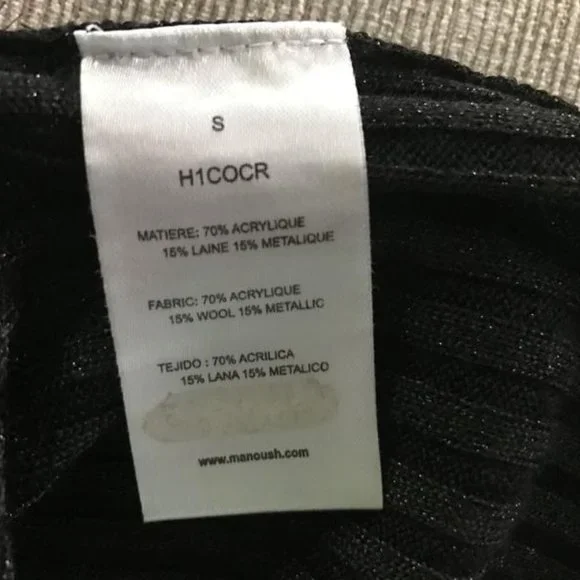 S
H1COCR
MATIERE: 70% ACRYLIQUE
15% LAINE 15% METALIQUE
FABRIC: 70% ACRYLIQUE
15% WOOL 15% METALLIC
TEJIDO : 70% ACRILICA
15% LANA 15% METALICO
www.manoush.com